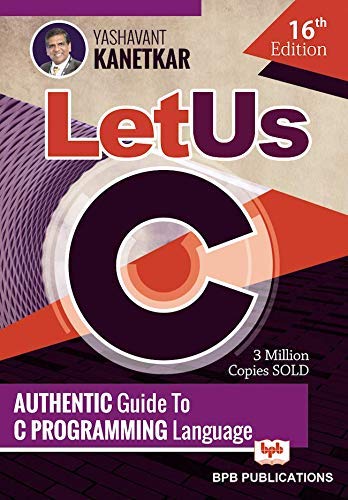 YASHAVANT
KANETKAR
16th
Edition
LetUs
C
3 Million
Copies SOLD
AUTHENTIC Guide To
C PROGRAMMING Language
bpb
BPB PUBLICATIONS